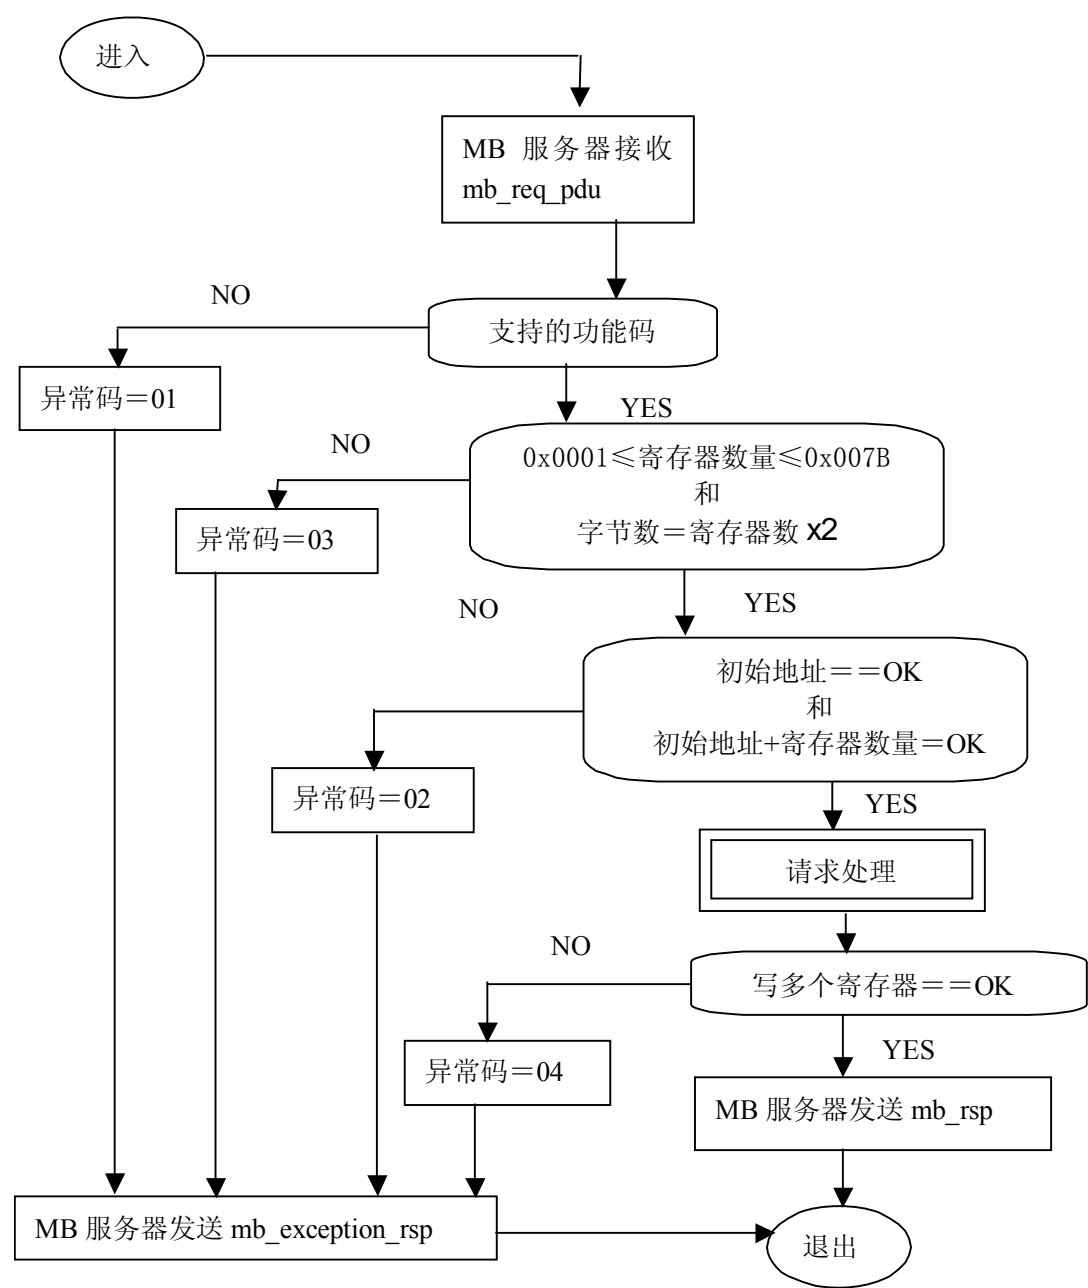 进入
MB 服务器接收
mb_req_pdu
NO
支持的功能码
异常码＝01
YES
NO
0x0001≤寄存器数量≤0x007B
和
字节数＝寄存器数 x2
异常码＝03
NO
YES
初始地址＝＝OK
和
初始地址+寄存器数量＝OK
异常码＝02
YES
请求处理
NO
写多个寄存器＝＝OK
异常码＝04
YES
MB 服务器发送 mb_rsp
MB 服务器发送 mb_exception_rsp
退出